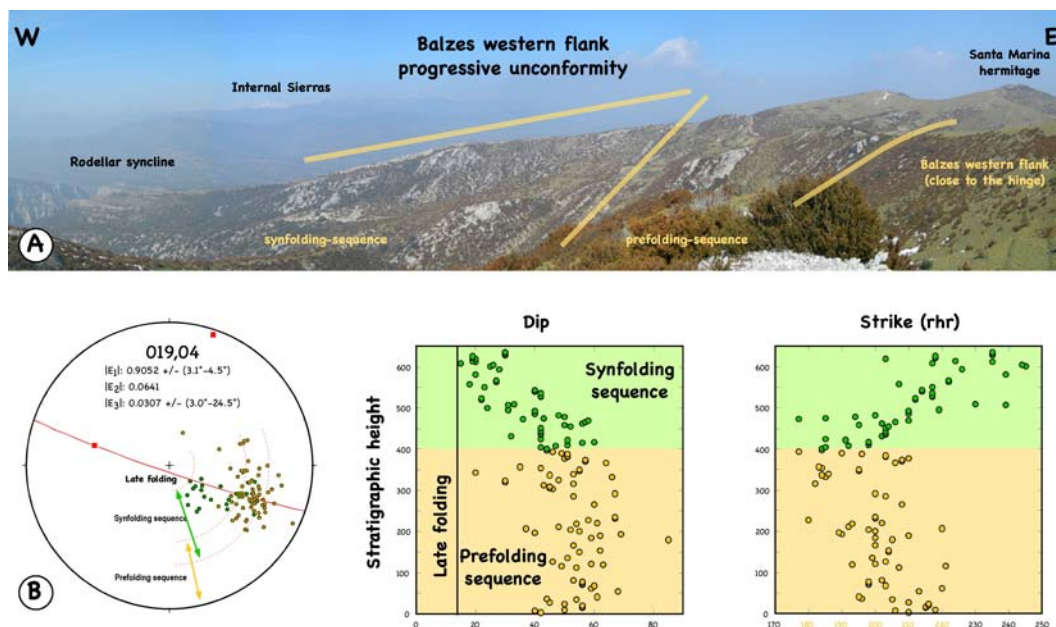 W
E
Balzes western flank
progressive unconformity
Santa Marina
hermitage
Internal Sierras
Rodellar syncline
Balzes western flank
(close to the hinge)
synfolding-sequence
prefolding-sequence
A
019,04
|E₁|: 0.9052 +/- (3.1°-4.5°)
|E₂|: 0.0641
|E₃|: 0.0307 +/- (3.0°-24.5°)
Late folding
Synfolding sequence
Prefolding sequence
B
Dip
Stratigraphic height
600
500
400
300
200
100
0
Synfolding
sequence
Late folding
Prefolding
sequence
0 20 40 60 80
Strike (rhr)
600
500
400
300
200
100
0
170 180 190 200 210 220 230 240 250